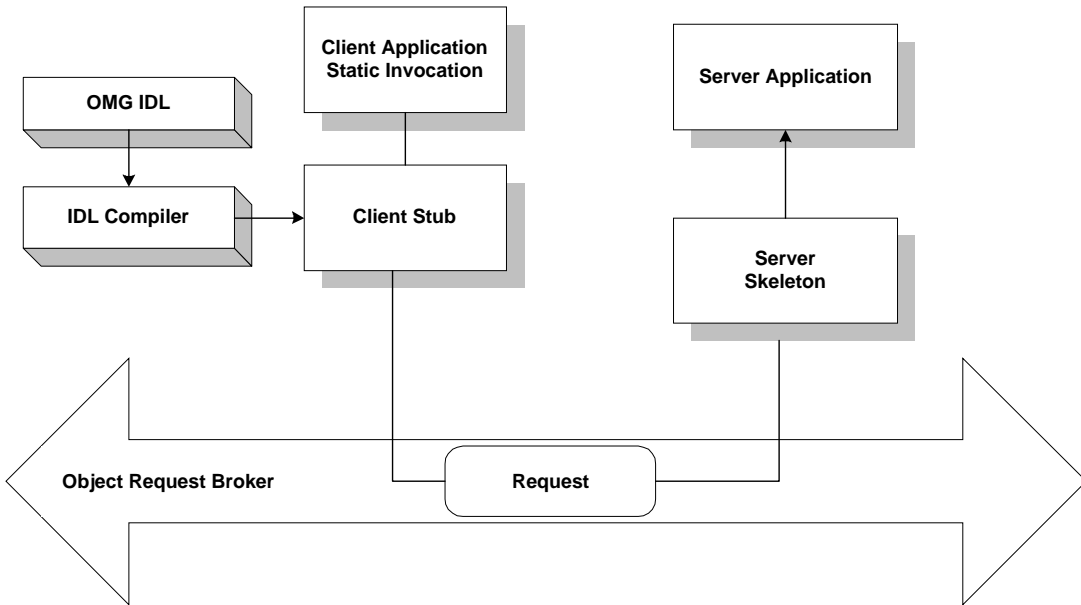 Client Application
Static Invocation
Server Application
OMG IDL
IDL Compiler
Client Stub
Server
Skeleton
Object Request Broker
Request